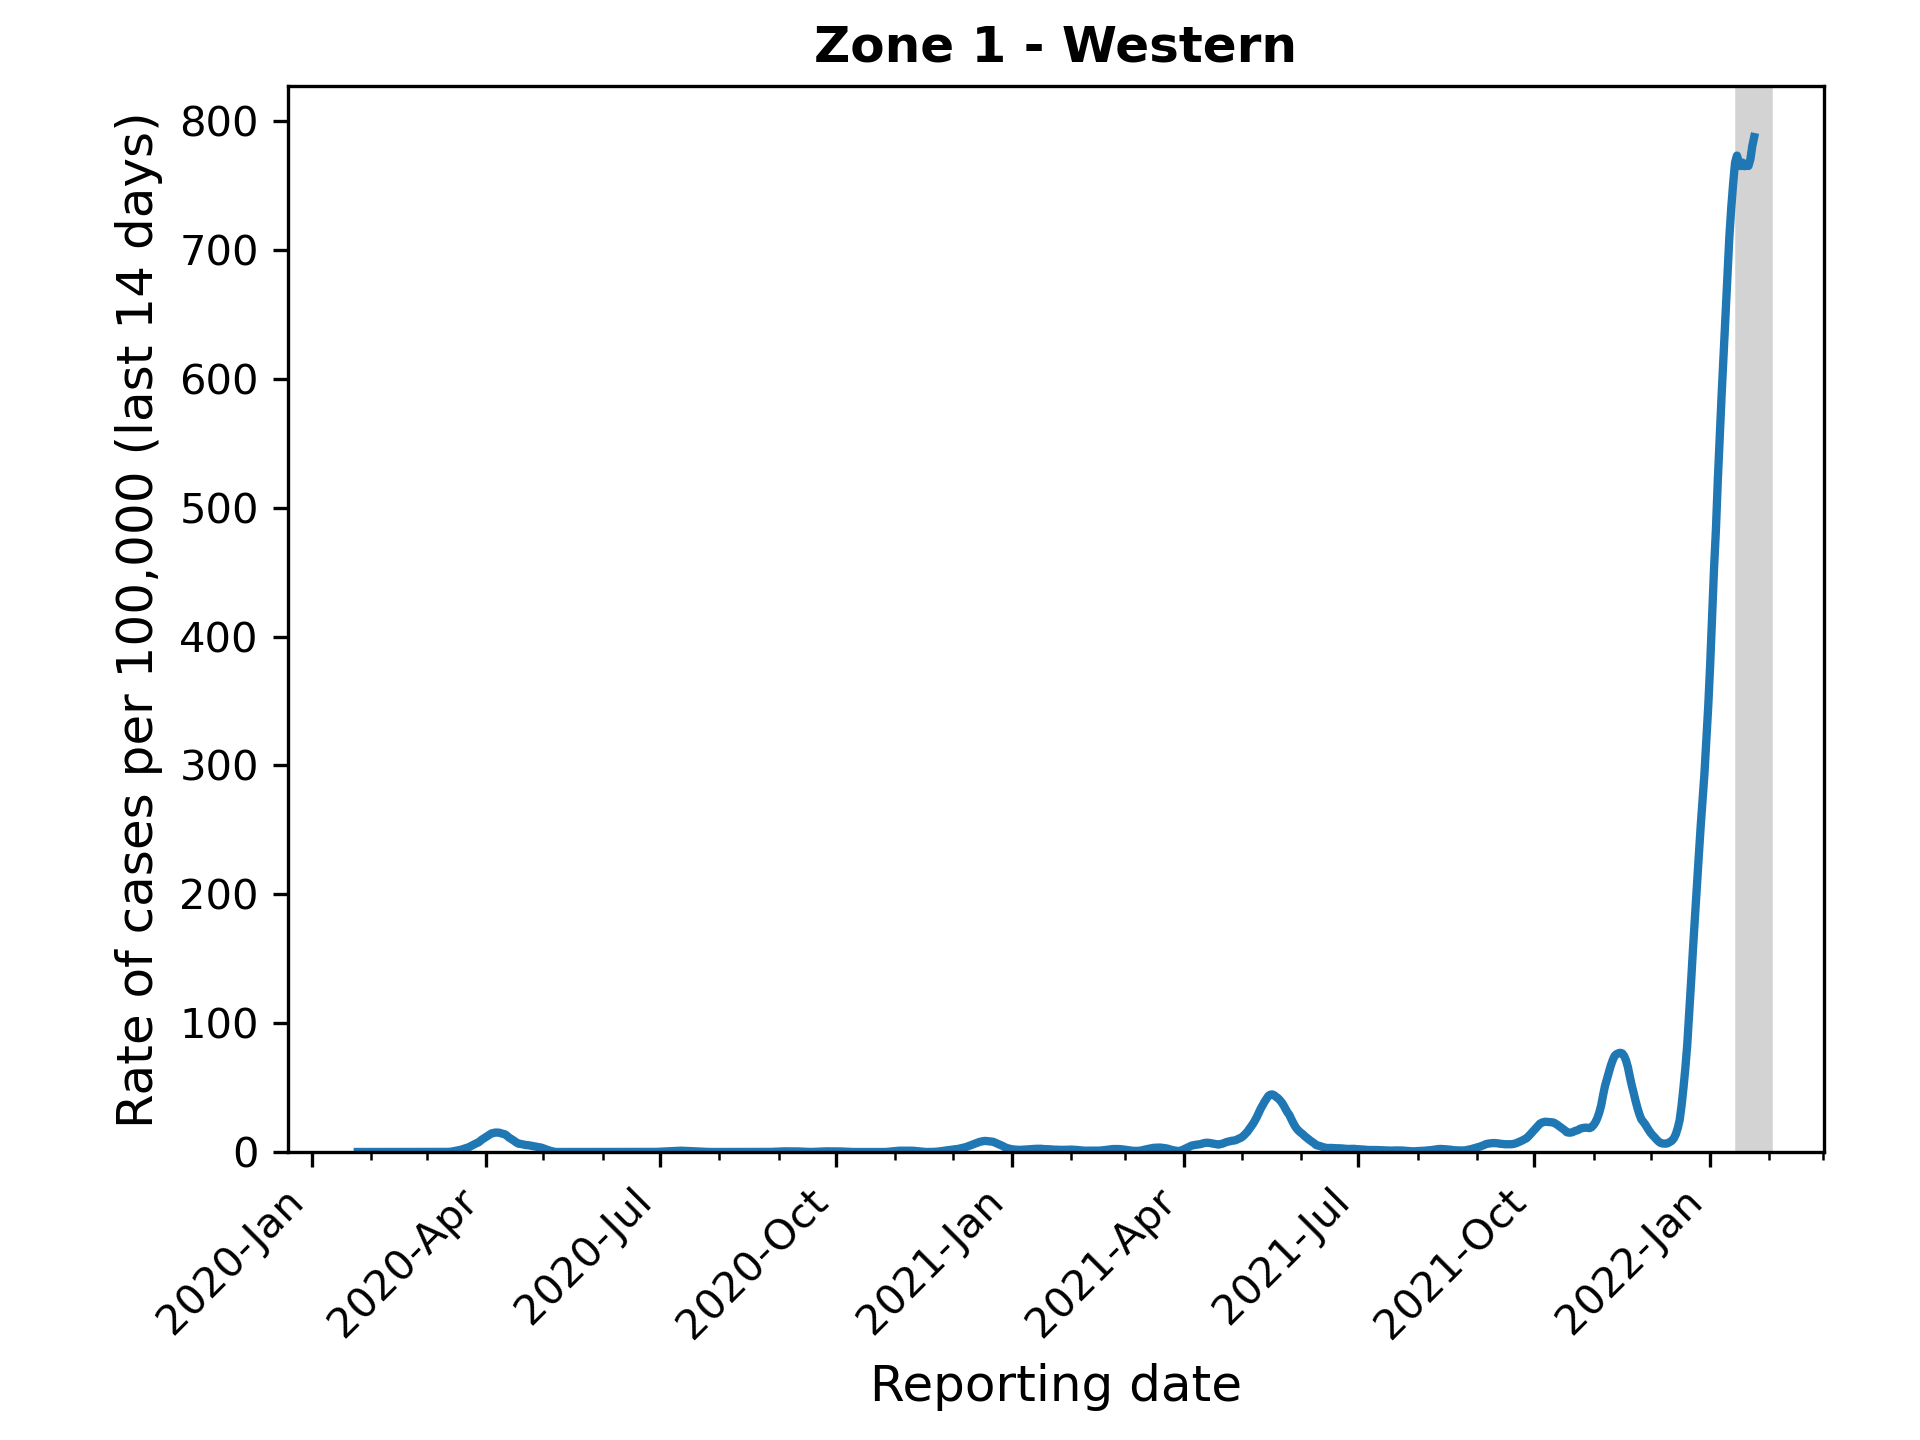 Zone 1 - Western
Rate of cases per 100,000 (last 14 days)
800
700
600
500
400
300
200
100
0
2020-Jan
2020-Apr
2020-Jul
2020-Oct
2021-Jan
2021-Apr
2021-Jul
2021-Oct
2022-Jan
Reporting date